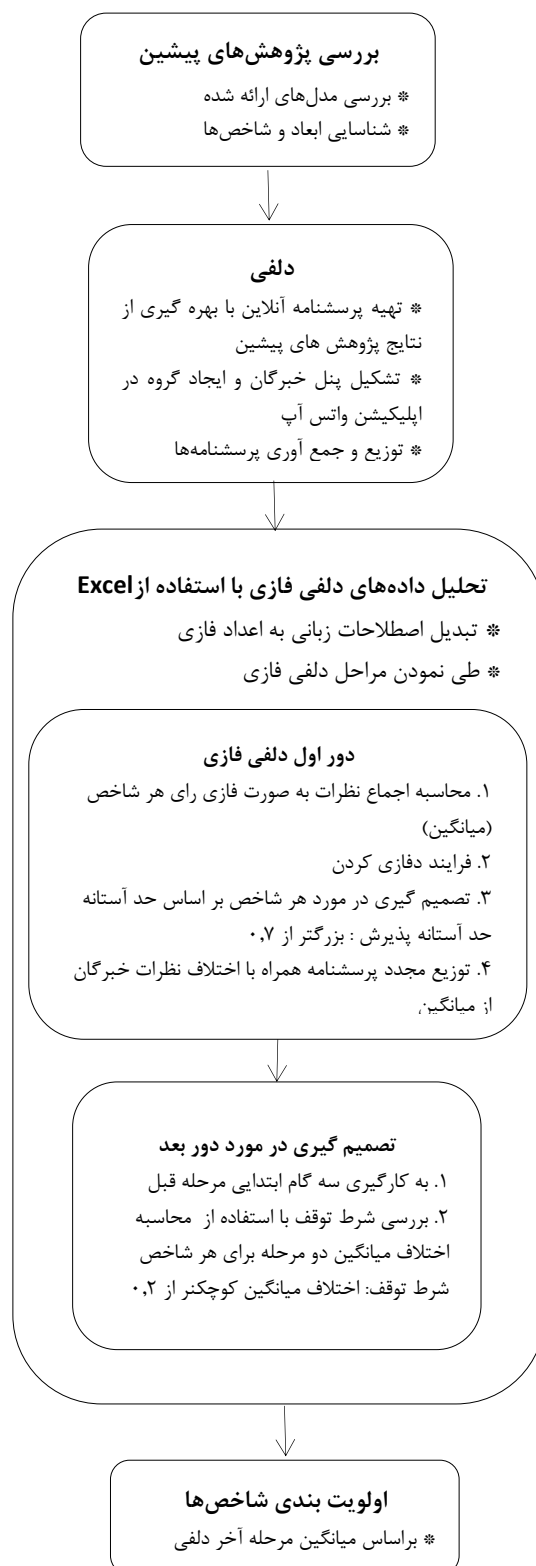 بررسی پژوهش‌های پیشین
* بررسی مدل‌های ارائه شده
* شناسایی ابعاد و شاخص‌ها
دلفی
* تهیه پرسشنامه آنلاین با بهره گیری از
نتایج پژوهش های پیشین
* تشکیل پنل خبرگان و ایجاد گروه در
اپلیکیشن واتس آپ
* توزیع و جمع آوری پرسشنامه‌ها
تحلیل داده‌های دلفی فازی با استفاده از Excel
* تبدیل اصطلاحات زبانی به اعداد فازی
* طی نمودن مراحل دلفی فازی
دور اول دلفی فازی
۱. محاسبه اجماع نظرات به صورت فازی رای هر شاخص
(میانگین)
۲. فرایند دفازی کردن
۳. تصمیم گیری در مورد هر شاخص بر اساس حد آستانه
حد آستانه پذیرش : بزرگتر از ۰,۷
۴. توزیع مجدد پرسشنامه همراه با اختلاف نظرات خبرگان
از میانگین
تصمیم گیری در مورد دور بعد
۱. به کارگیری سه گام ابتدایی مرحله قبل
۲. بررسی شرط توقف با استفاده از محاسبه
اختلاف میانگین دو مرحله برای هر شاخص
شرط توقف: اختلاف میانگین کوچکنر از ۰,۲
اولویت بندی شاخص‌ها
* براساس میانگین مرحله آخر دلفی